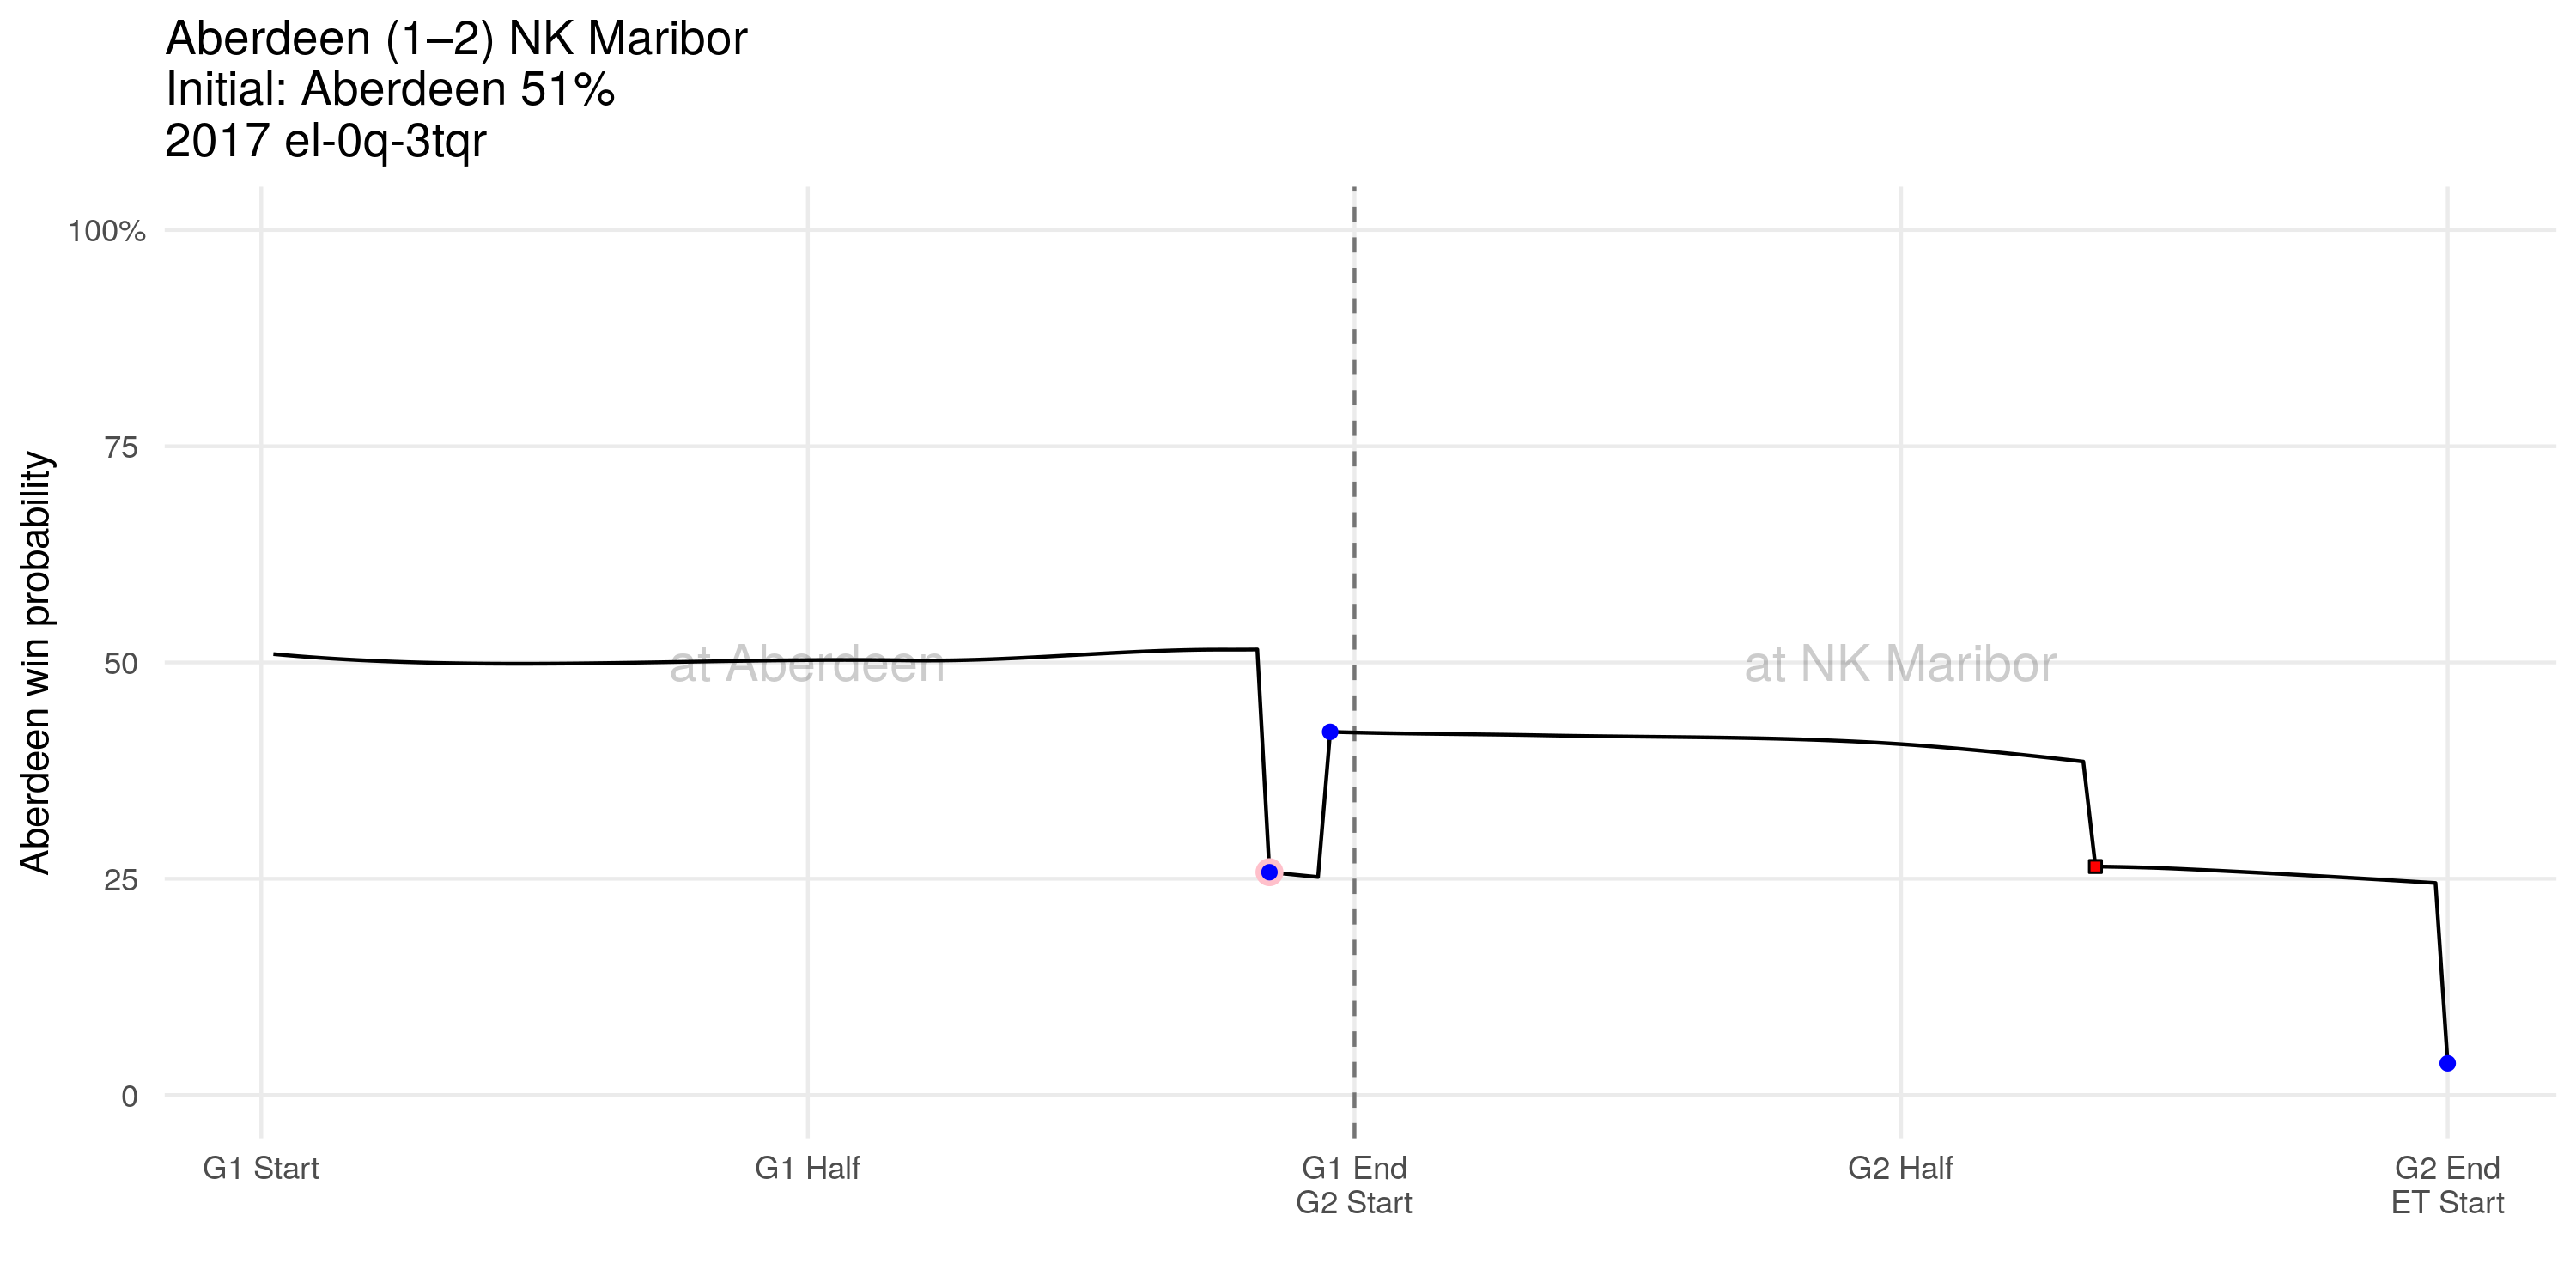 Aberdeen (1–2) NK Maribor
Initial: Aberdeen 51%
2017 el-0q-3tqr
Aberdeen win probability
100%
75
50
25
0
at Aberdeen
at NK Maribor
G1 Start
G1 Half
G1 End
G2 Start
G2 Half
G2 End
ET Start